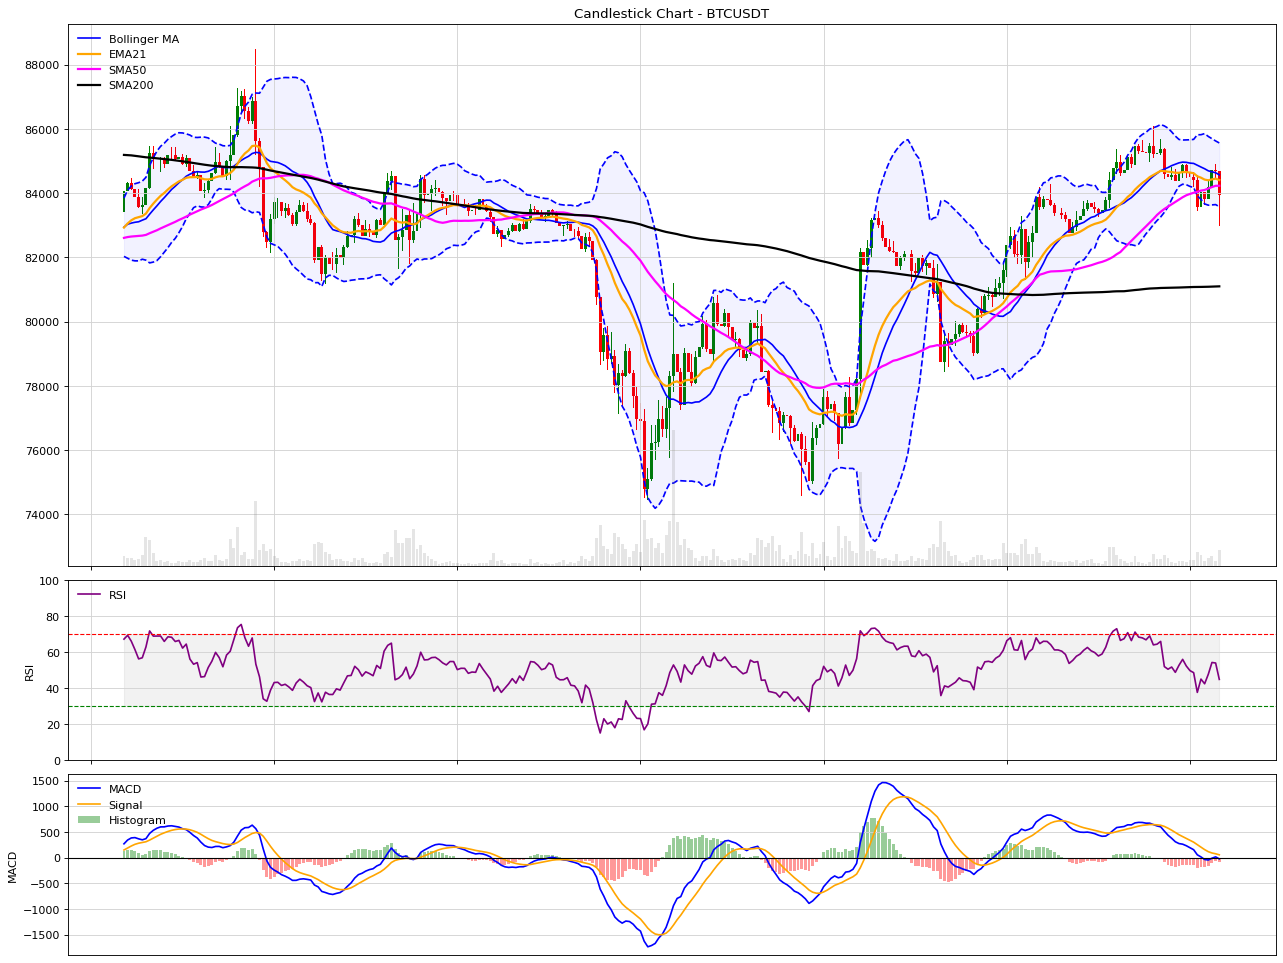 Candlestick Chart - BTCUSDT
Bollinger MA
EMA21
SMA50
SMA200
88000
86000
84000
82000
80000
78000
76000
74000
RSI
100
80
60
40
20
0
RSI
MACD
Signal
Histogram
1500
1000
500
0
−500
−1000
−1500
MACD